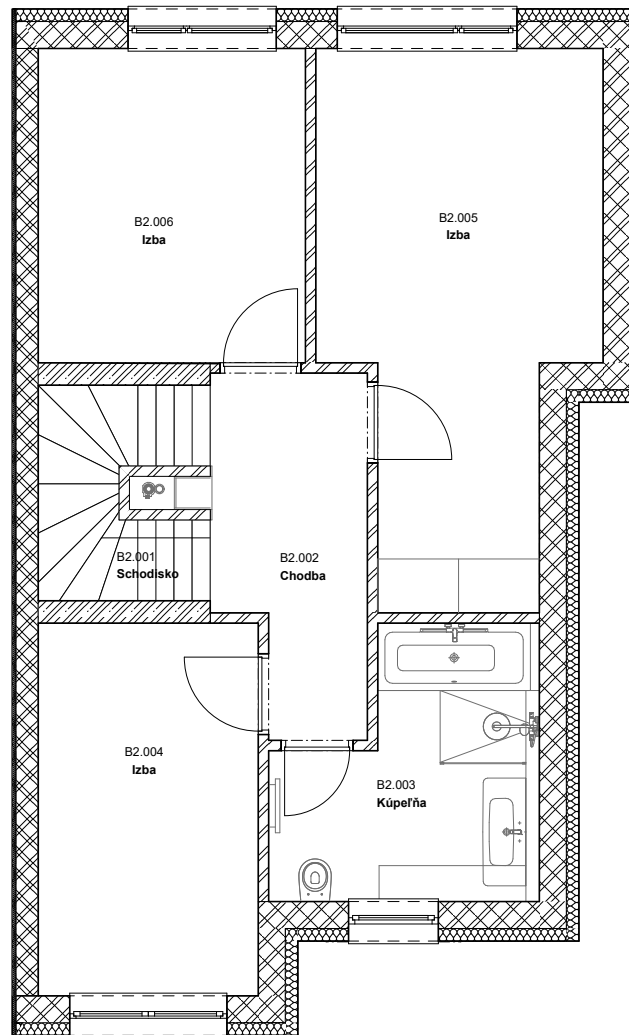 B2.006
Izba
B2.005
Izba
B2.001
Schodisko
B2.002
Chodba
B2.004
Izba
B2.003
Kúpeľňa